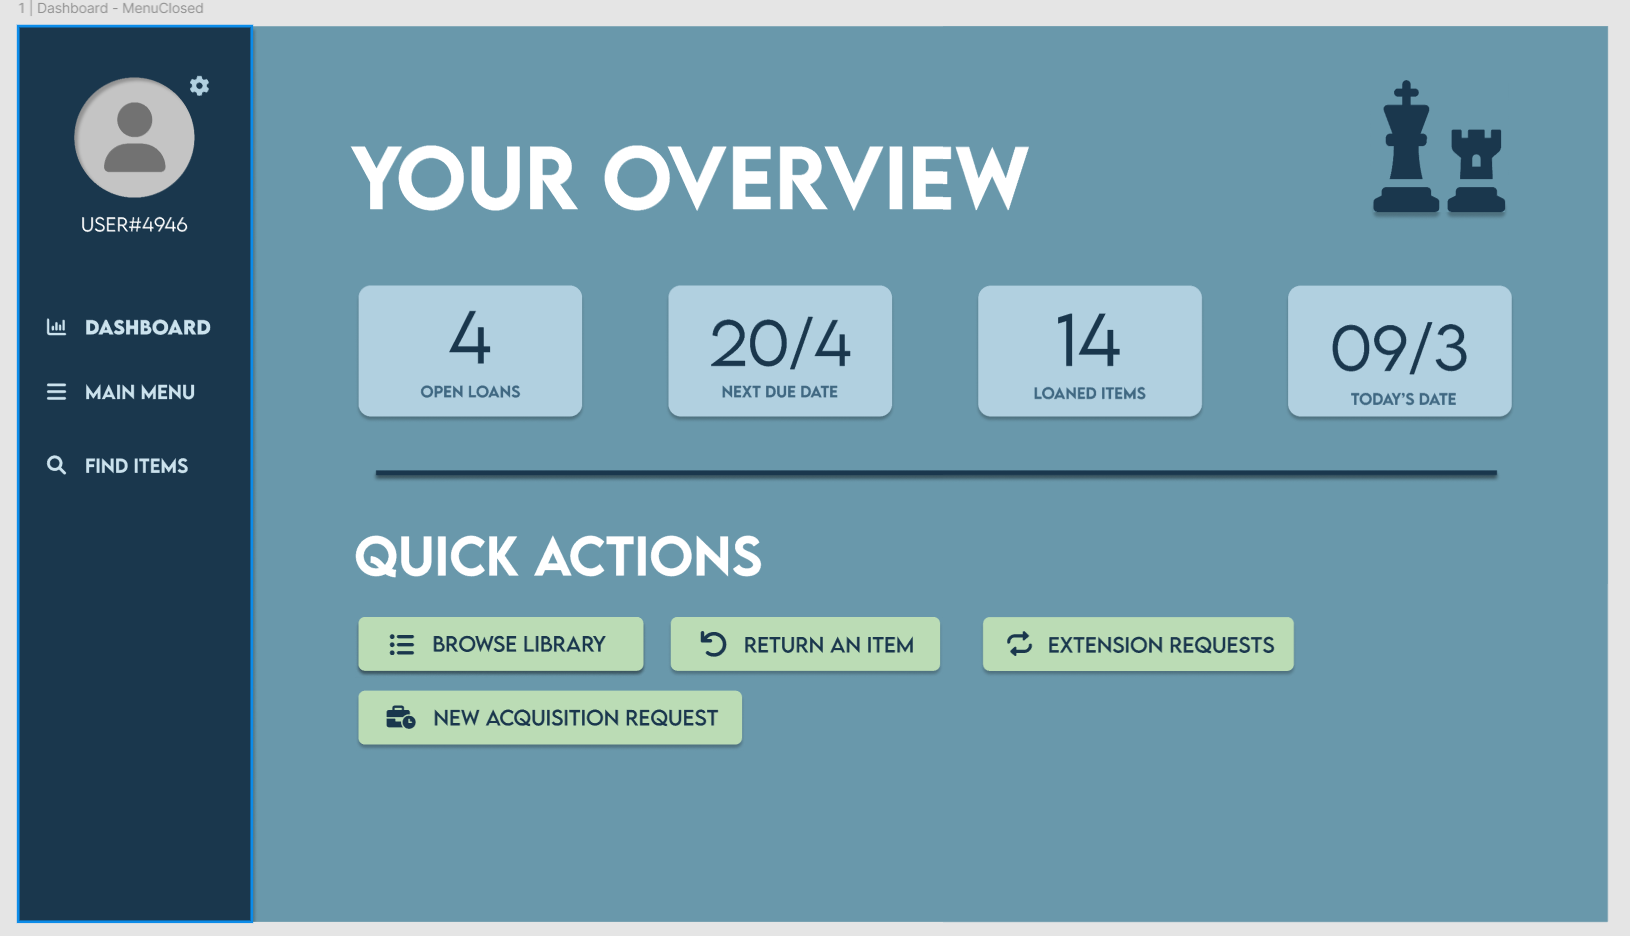 1 | Dashboard - MenuClosed
USER#4946
DASHBOARD
MAIN MENU
FIND ITEMS
YOUR OVERVIEW
4
OPEN LOANS
20/4
NEXT DUE DATE
14
LOANED ITEMS
09/3
TODAY'S DATE
QUICK ACTIONS
BROWSE LIBRARY
RETURN AN ITEM
EXTENSION REQUESTS
NEW ACQUISITION REQUEST